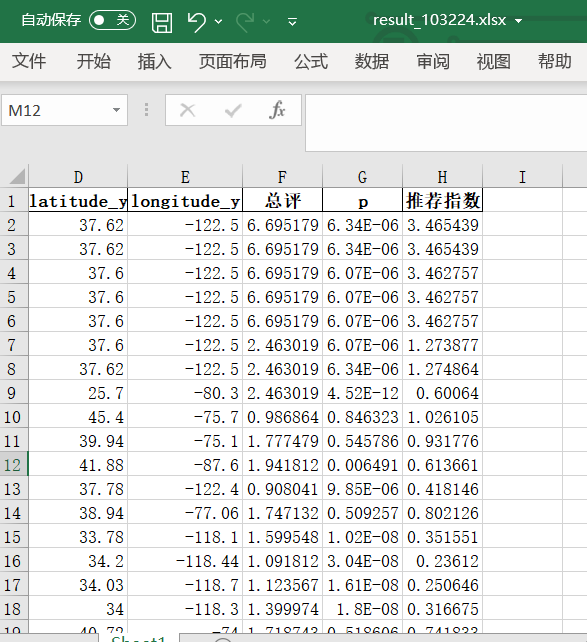 自动保存 关 result_103224.xlsx
文件 开始 插入 页面布局 公式 数据 审阅 视图 帮助
M12 fx
D E F G H I
1 latitude_y longitude_y 总评 p 推荐指数
2 37.62 -122.5 6.695179 6.34E-06 3.465439
3 37.62 -122.5 6.695179 6.34E-06 3.465439
4 37.6 -122.5 6.695179 6.07E-06 3.462757
5 37.6 -122.5 6.695179 6.07E-06 3.462757
6 37.6 -122.5 6.695179 6.07E-06 3.462757
7 37.6 -122.5 2.463019 6.07E-06 1.273877
8 37.62 -122.5 2.463019 6.34E-06 1.274864
9 25.7 -80.3 2.463019 4.52E-12 0.60064
10 45.4 -75.7 0.986864 0.846323 1.026105
11 39.94 -75.1 1.777479 0.545786 0.931776
12 41.88 -87.6 1.941812 0.006491 0.613661
13 37.78 -122.4 0.908041 9.85E-06 0.418146
14 38.94 -77.06 1.747132 0.509257 0.802126
15 33.78 -118.1 1.599548 1.02E-08 0.351551
16 34.2 -118.44 1.091812 3.04E-08 0.23612
17 34.03 -118.7 1.123567 1.61E-08 0.250646
18 34 -118.3 1.399974 1.8E-08 0.316675
19 40.72 -74 1.718743 0.518606 0.741833
Sheet1